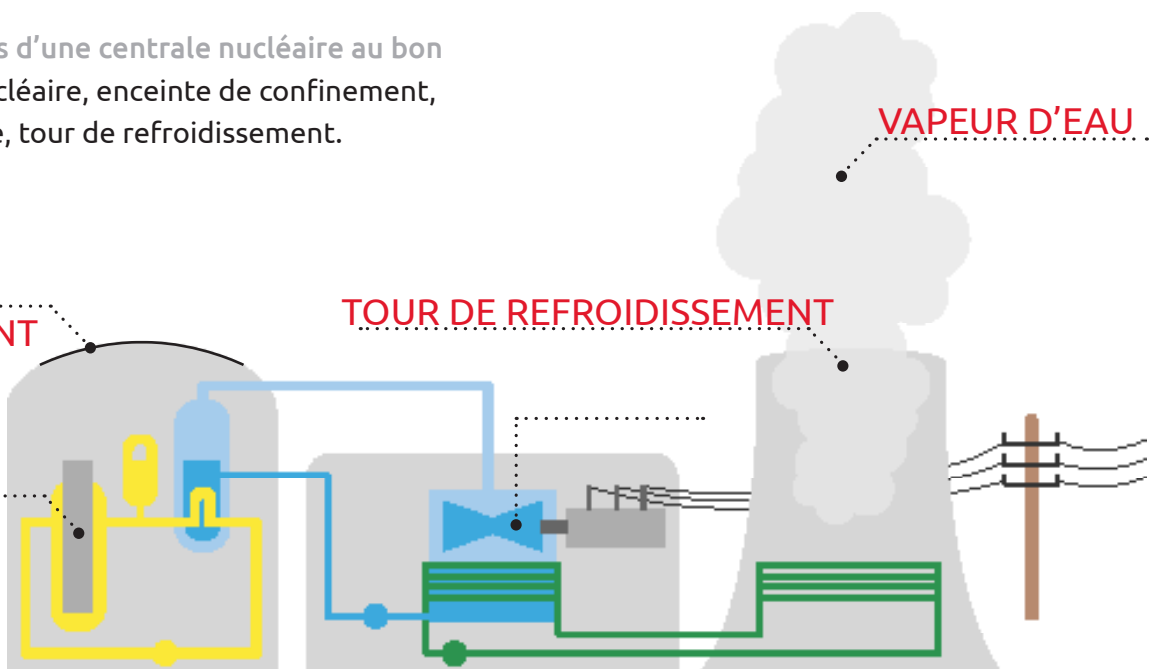 s d’une centrale nucléaire au bon
cléaire, enceinte de confinement,
e, tour de refroidissement.
VAPEUR D’EAU
TOUR DE REFROIDISSEMENT
NT